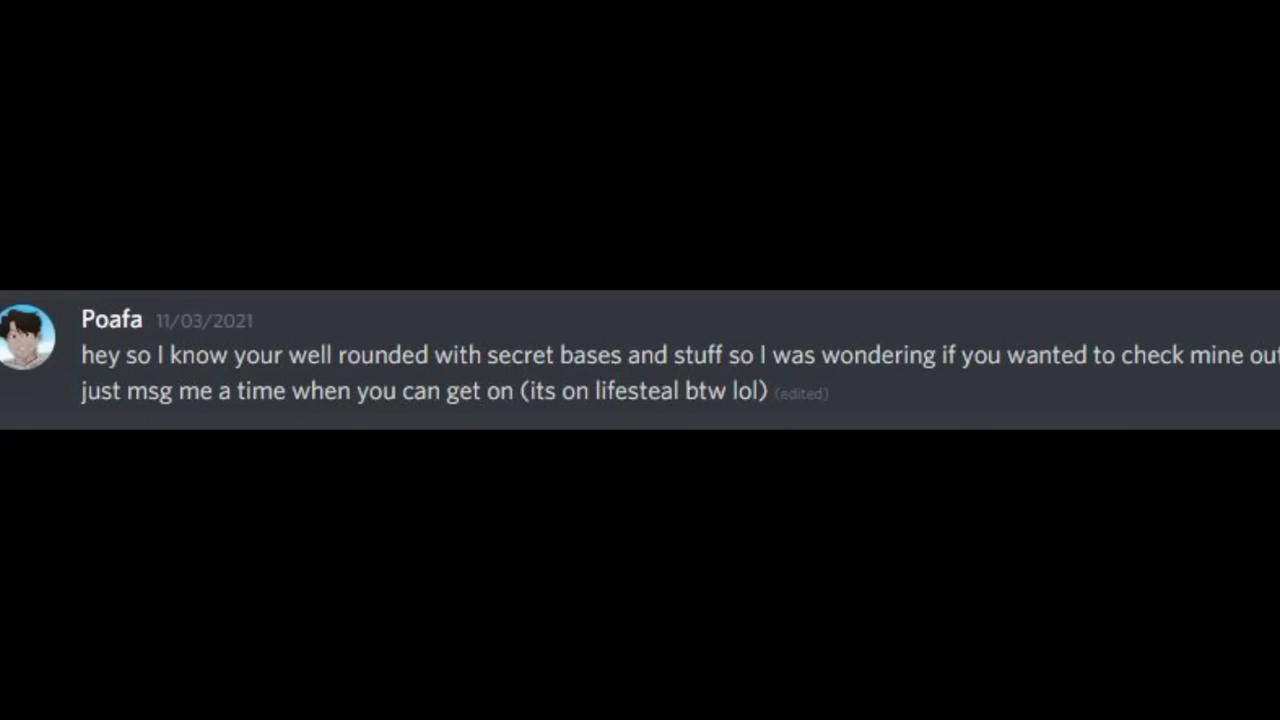 Poafa 11/03/2021
hey so I know your well rounded with secret bases and stuff so I was wondering if you wanted to check mine out
just msg me a time when you can get on (its on lifesteal btw lol) (edited)